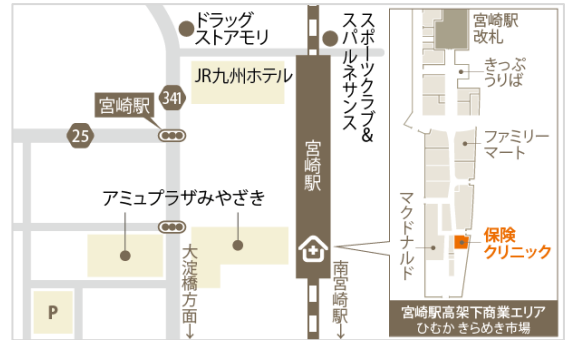 ドラッグ
ストアモリ
スポーツクラブ&
スパルネサンス
JR九州ホテル
341
宮崎駅
25
宮崎駅
アミュプラザみやざき
大淀橋方面↓
南宮崎駅↓
P
宮崎駅
改札
きっぷ
うりば
ファミリー
マート
マクドナルド
保険
クリニック
宮崎駅高架下商業エリア
ひむか きらめき市場